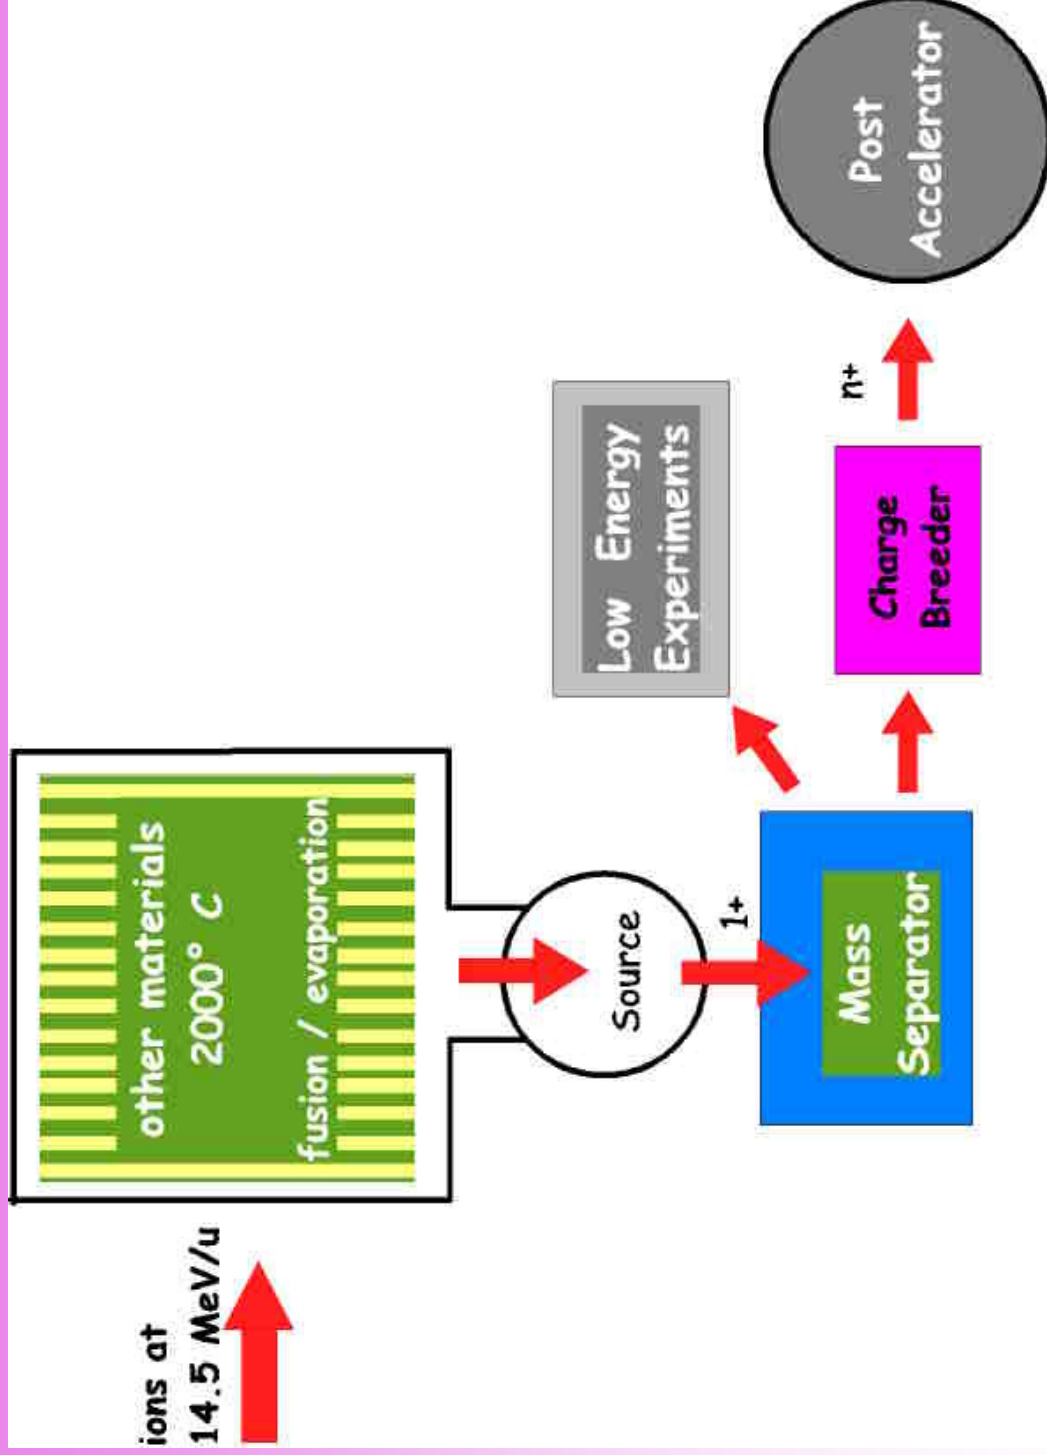 ions at
14.5 MeV/u
other materials
2000° C
fusion / evaporation
Source
1+
Mass
Separator
Low Energy
Experiments
Charge
Breeder
n+
Post
Accelerator